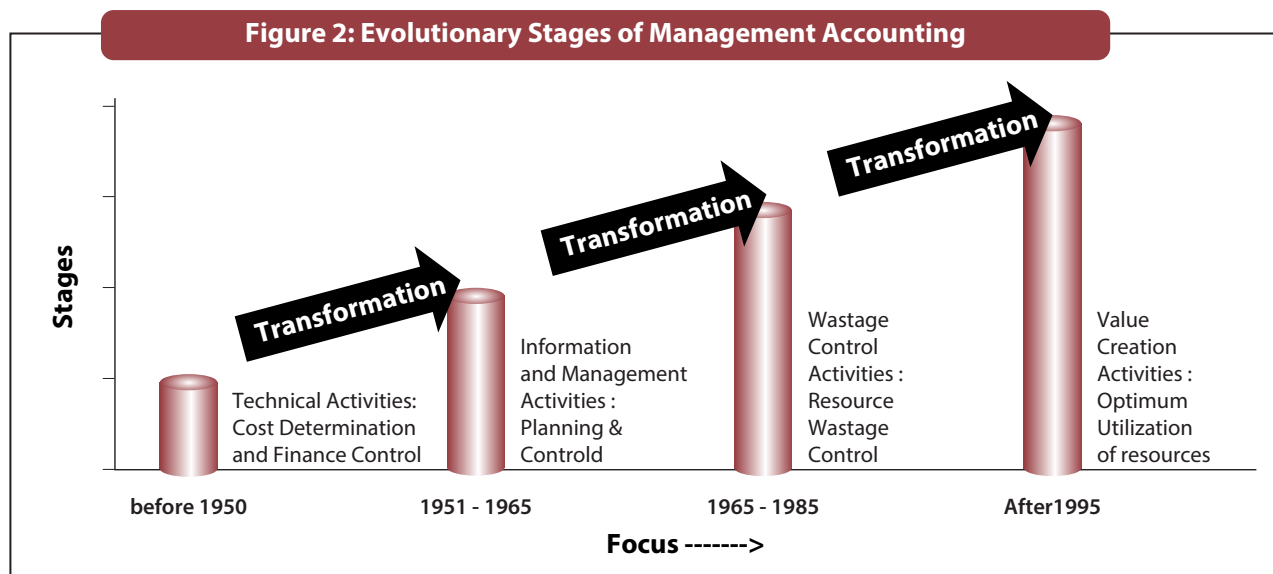 Figure 2: Evolutionary Stages of Management Accounting
Stages
Transformation
Transformation
Transformation
Technical Activities:
Cost Determination
and Finance Control
Information
and Management
Activities :
Planning &
Controld
Wastage
Control
Activities :
Resource
Wastage
Control
Value
Creation
Activities :
Optimum
Utilization
of resources
before 1950
1951 - 1965
1965 - 1985
After1995
Focus ------->